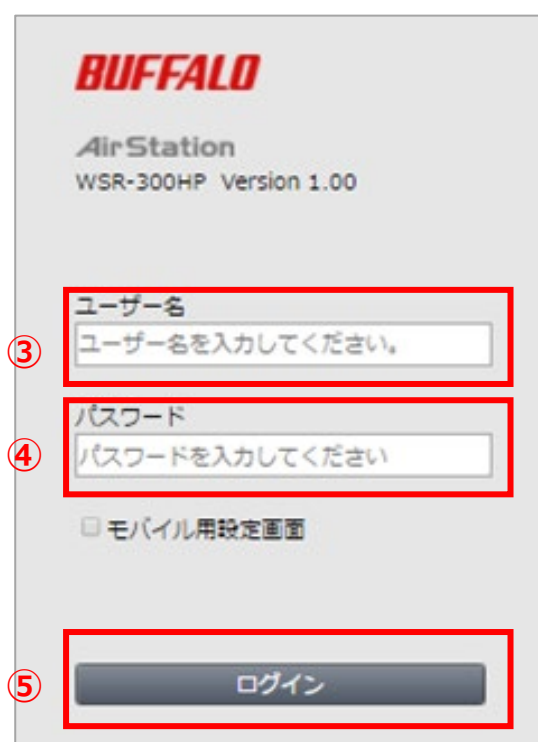 BUFFALO
AirStation
WSR-300HP Version 1.00
ユーザー名
③ ユーザー名を入力してください。
パスワード
④ パスワードを入力してください
モバイル用設定画面
⑤ ログイン